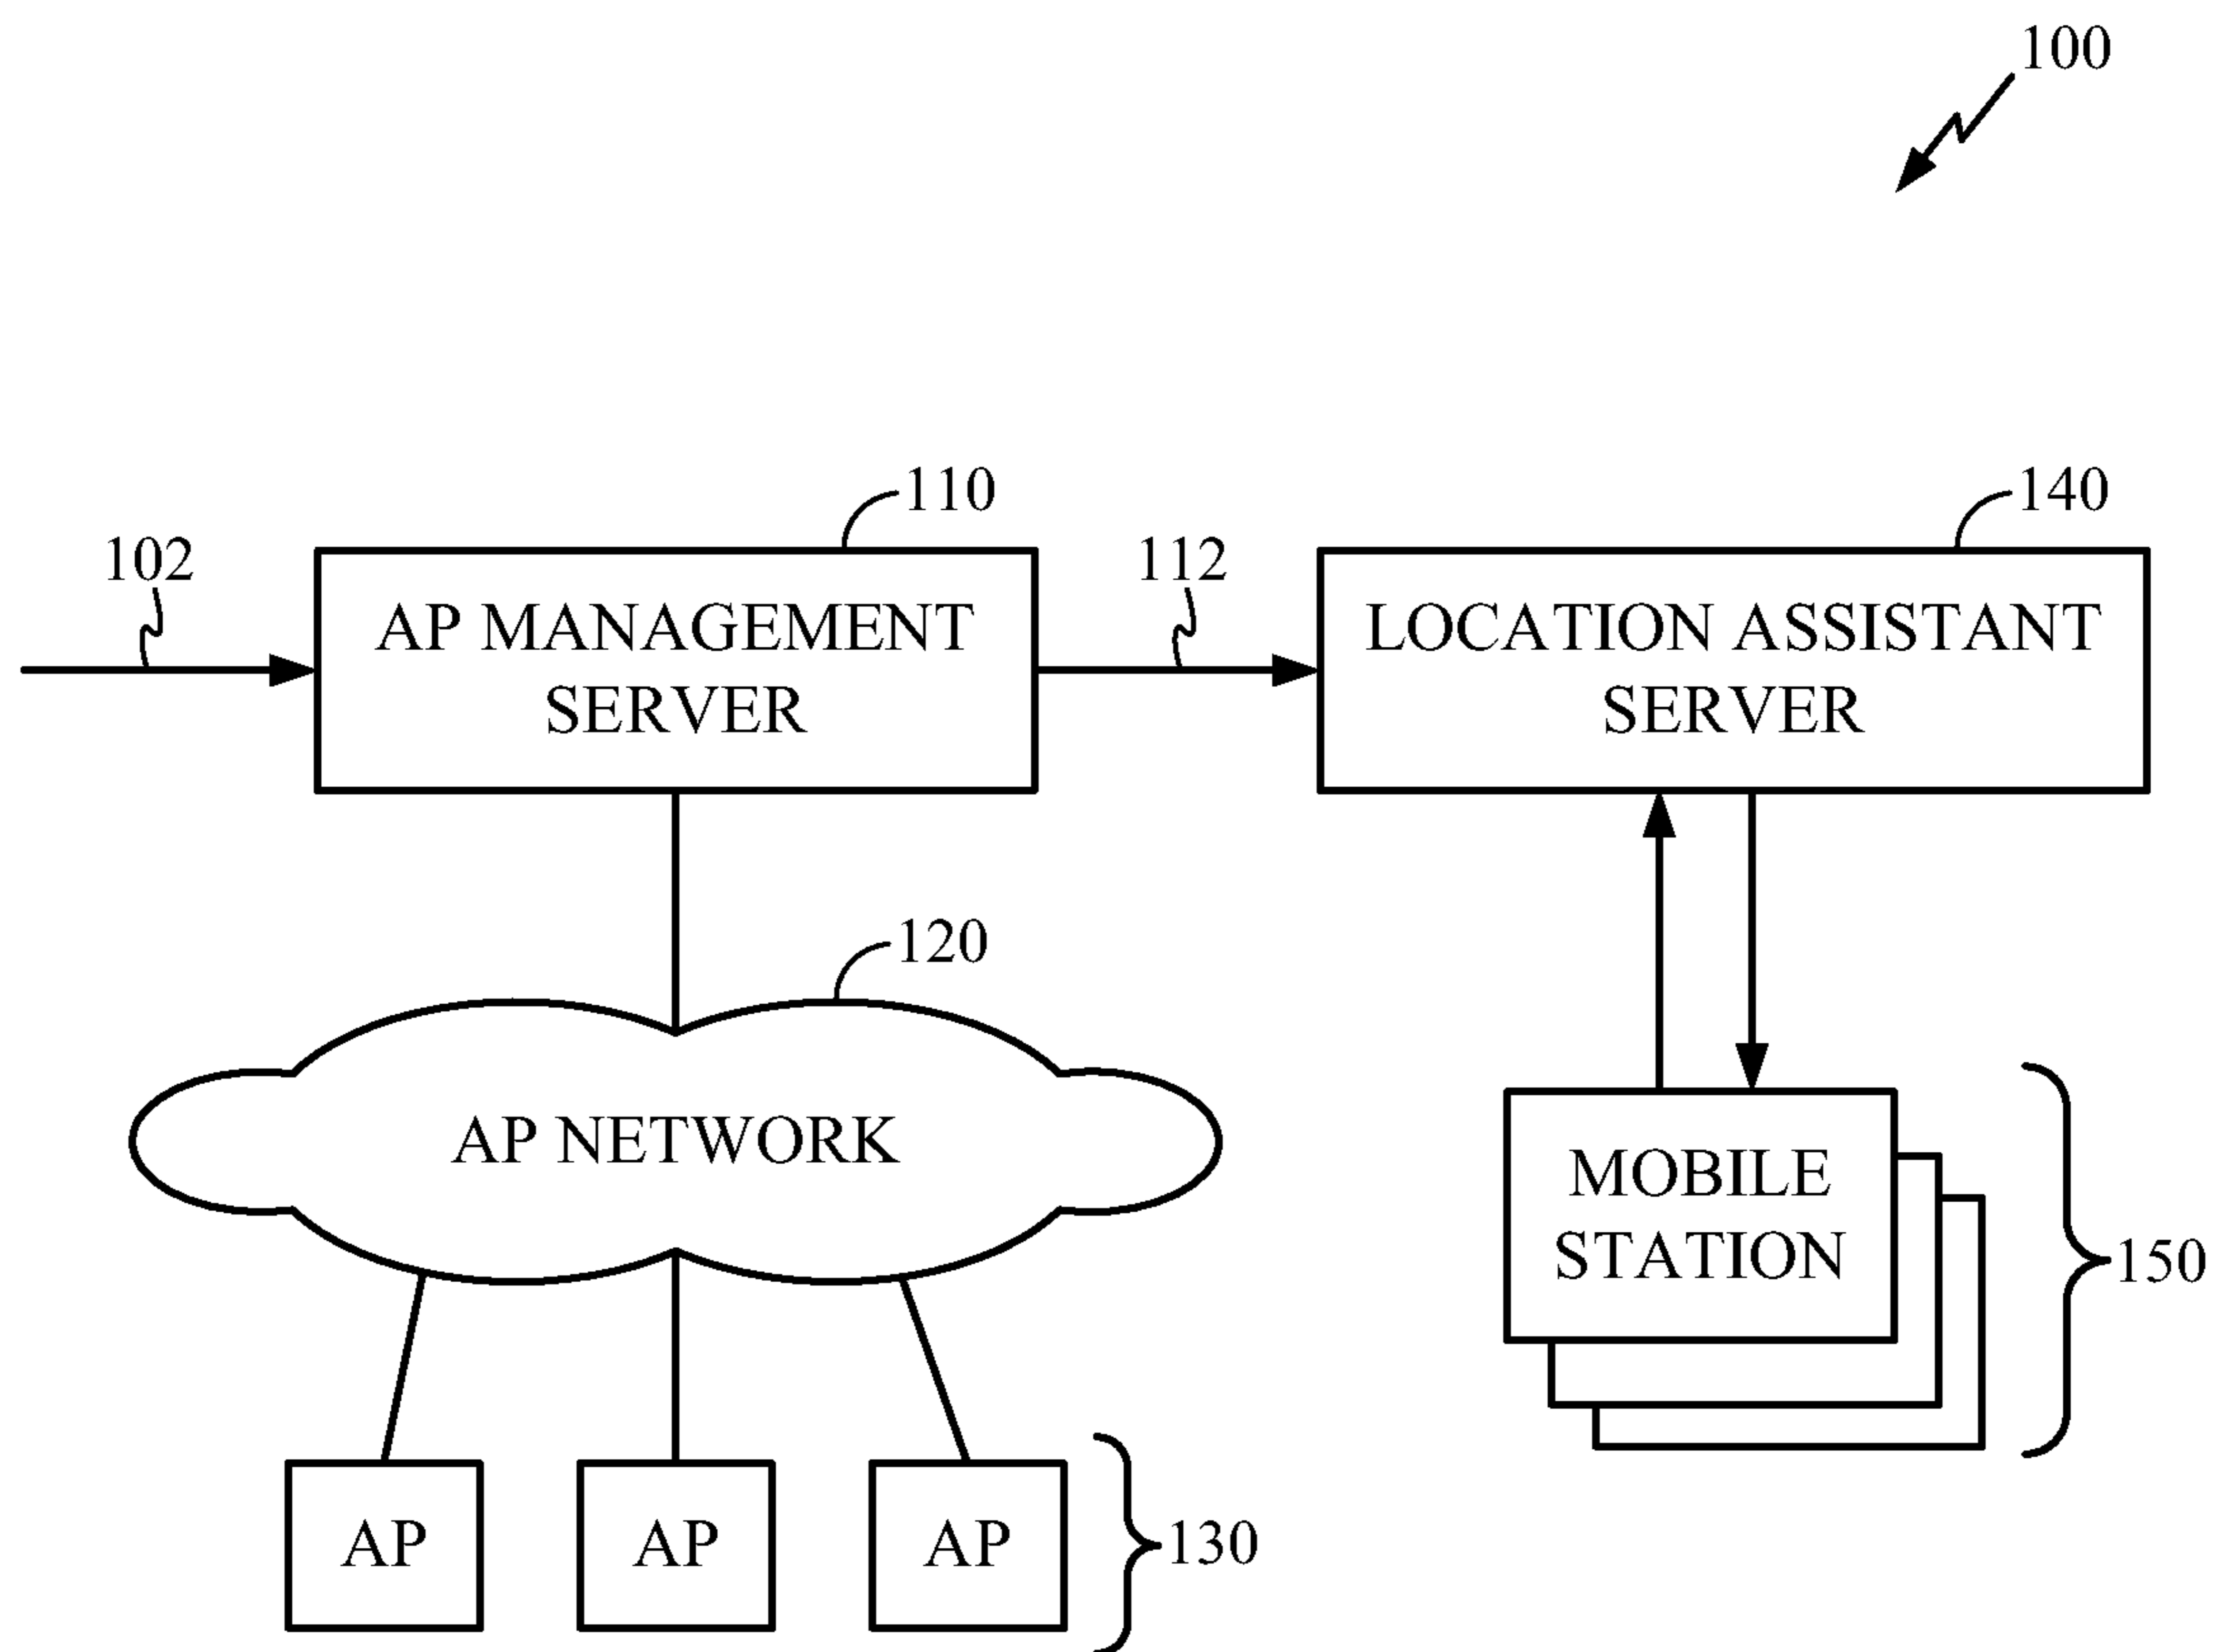 100
110
140
102
112
AP MANAGEMENT
SERVER
LOCATION ASSISTANT
SERVER
120
AP NETWORK
MOBILE
STATION
150
AP
AP
AP
130